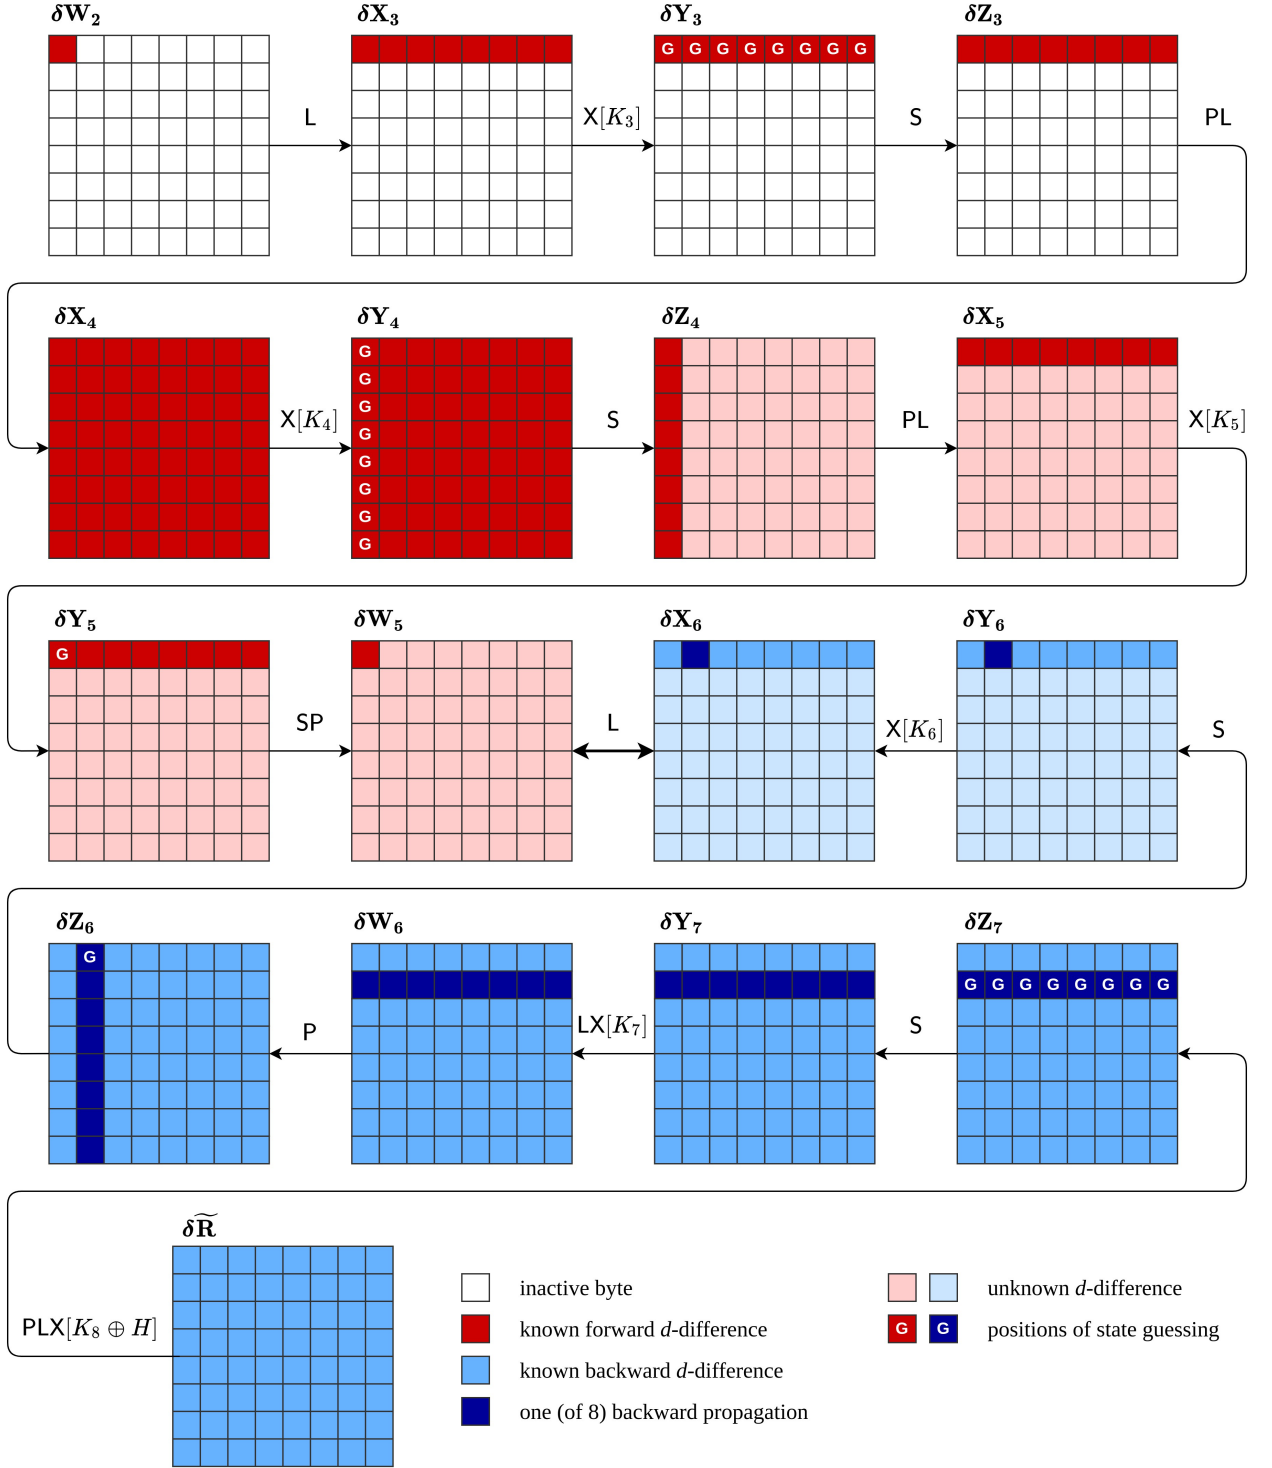 δW₂ δX₃ δY₃ δZ₃
G G G G G G G G
L X[K₃] S PL
δX₄ δY₄ δZ₄ δX₅
G
G
G
X[K₄] G S PL X[K₅]
G
G
G
G
δY₅ δW₅ δX₆ δY₆
G
SP L X[K₆] S
δZ₆ δW₆ δY₇ δZ₇
G
G G G G G G G G
P LX[K₇] S
δR̃
PLX[K₈ ⊕ H]
inactive byte unknown d-difference
known forward d-difference G G positions of state guessing
known backward d-difference
one (of 8) backward propagation